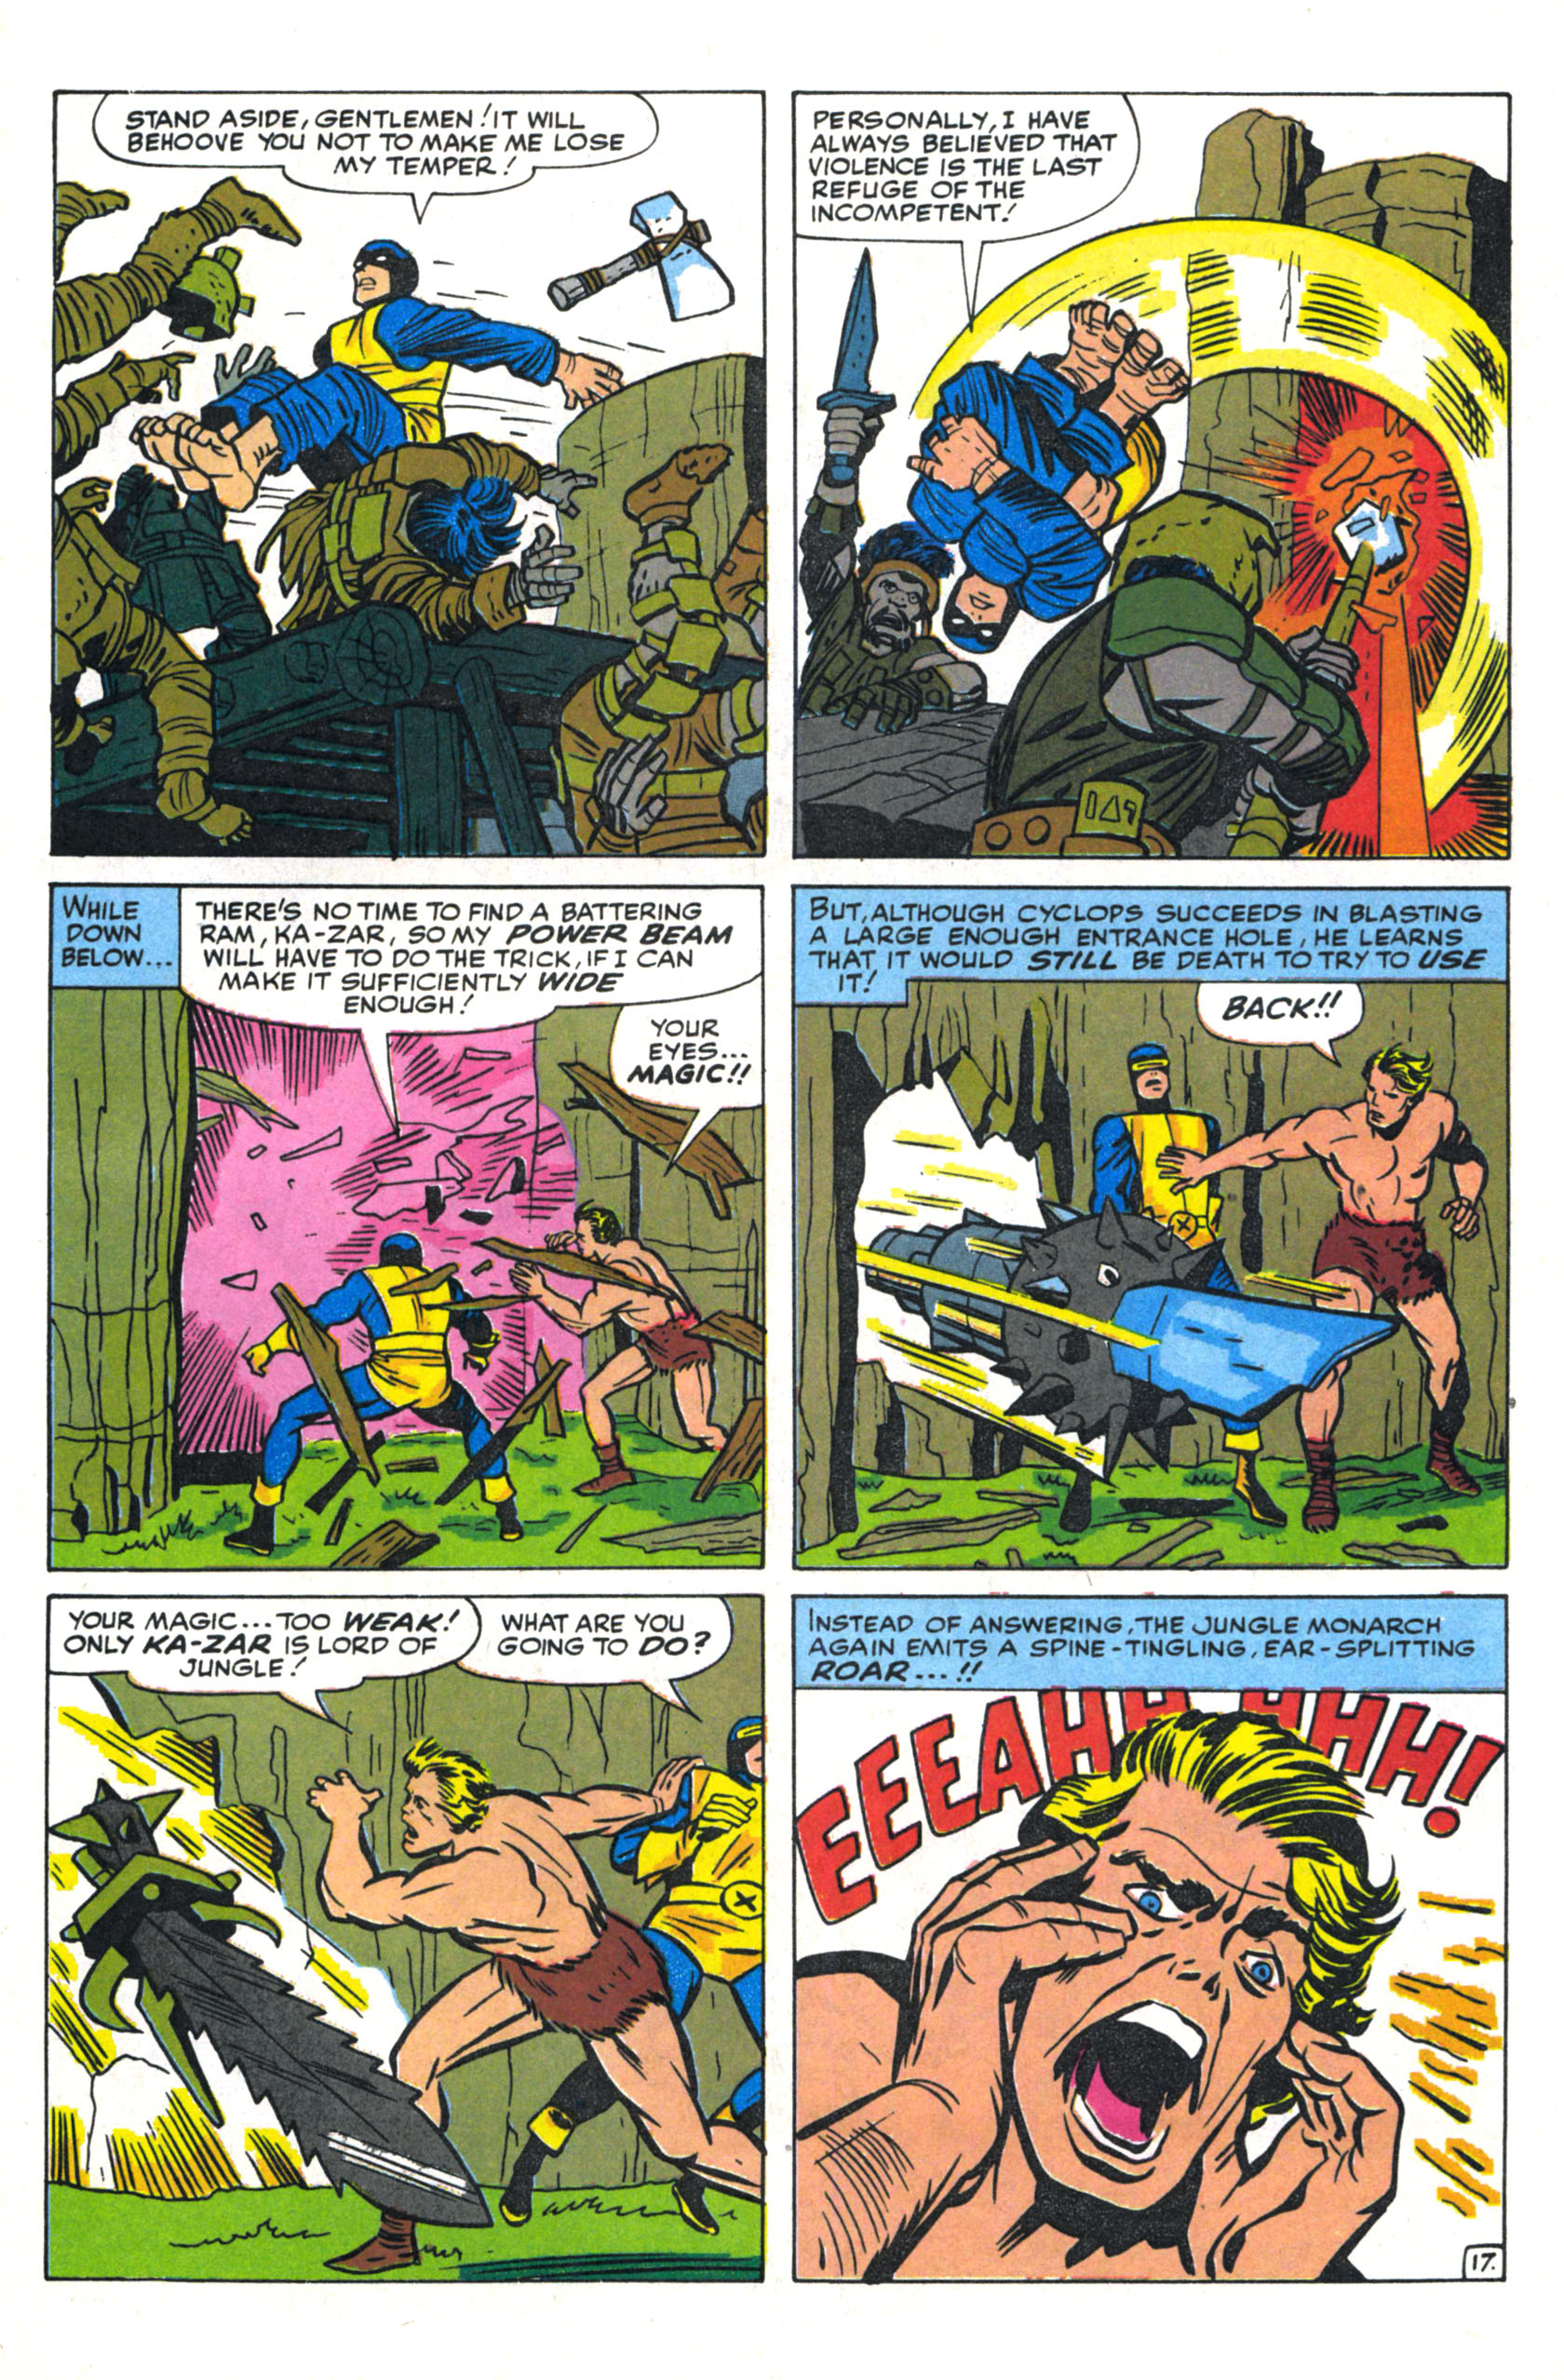 STAND ASIDE, GENTLEMEN! IT WILL
BEHOOVE YOU NOT TO MAKE ME LOSE
MY TEMPER!
PERSONALLY, I HAVE
ALWAYS BELIEVED THAT
VIOLENCE IS THE LAST
REFUGE OF THE
INCOMPETENT!
WHILE
DOWN
BELOW...
THERE'S NO TIME TO FIND A BATTERING
RAM, KA-ZAR, SO MY POWER BEAM
WILL HAVE TO DO THE TRICK, IF I CAN
MAKE IT SUFFICIENTLY WIDE
ENOUGH!
YOUR
EYES...
MAGIC!!
BUT, ALTHOUGH CYCLOPS SUCCEEDS IN BLASTING
A LARGE ENOUGH ENTRANCE HOLE, HE LEARNS
THAT IT WOULD STILL BE DEATH TO TRY TO USE
IT!
BACK!!
YOUR MAGIC... TOO WEAK!
ONLY KA-ZAR IS LORD OF
JUNGLE!
WHAT ARE YOU
GOING TO DO?
INSTEAD OF ANSWERING, THE JUNGLE MONARCH
AGAIN EMITS A SPINE-TINGLING, EAR-SPLITTING
ROAR...!!
EEEAHHHHH!
17.